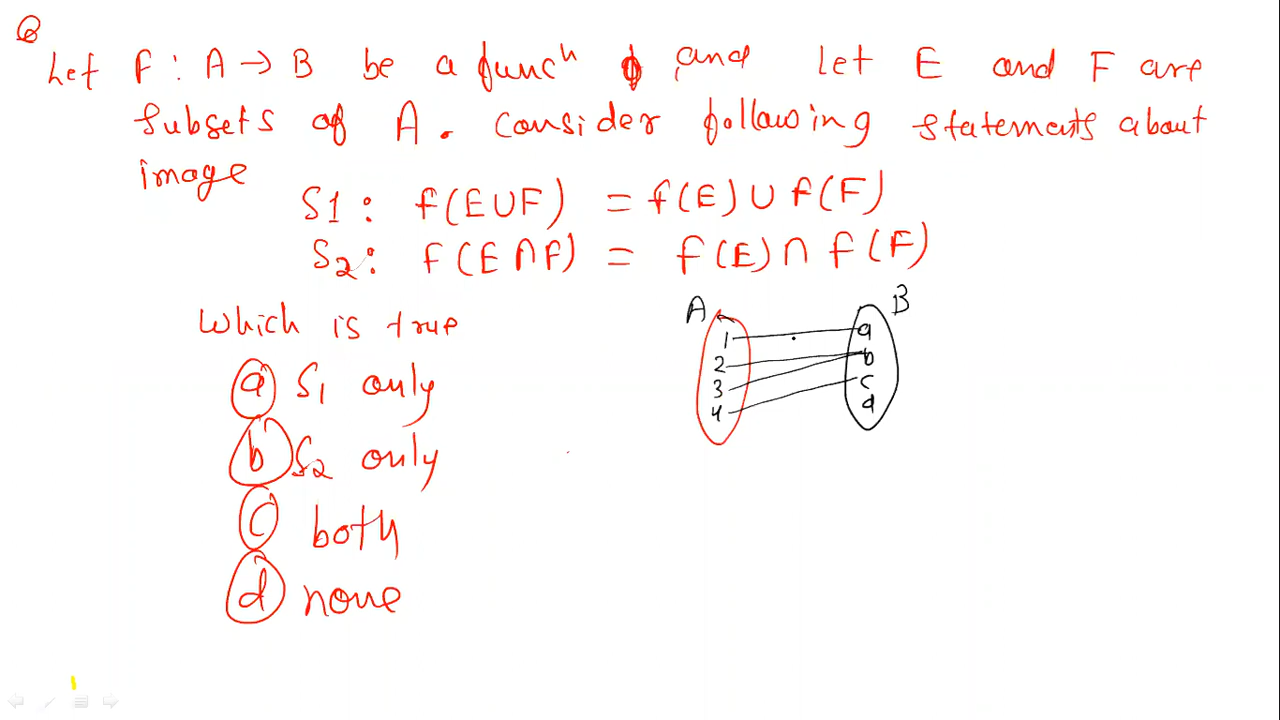 Q
Let f : A → B be a funcⁿ and let E and F are
subsets of A. consider following statements about
image
S1 : f(E∪F) = f(E) ∪ f(F)
S2 : f(E∩F) = f(E) ∩ f(F)
Which is true
a S1 only
b S2 only
c both
d none
A B
1 a
2 b
3 c
4 d